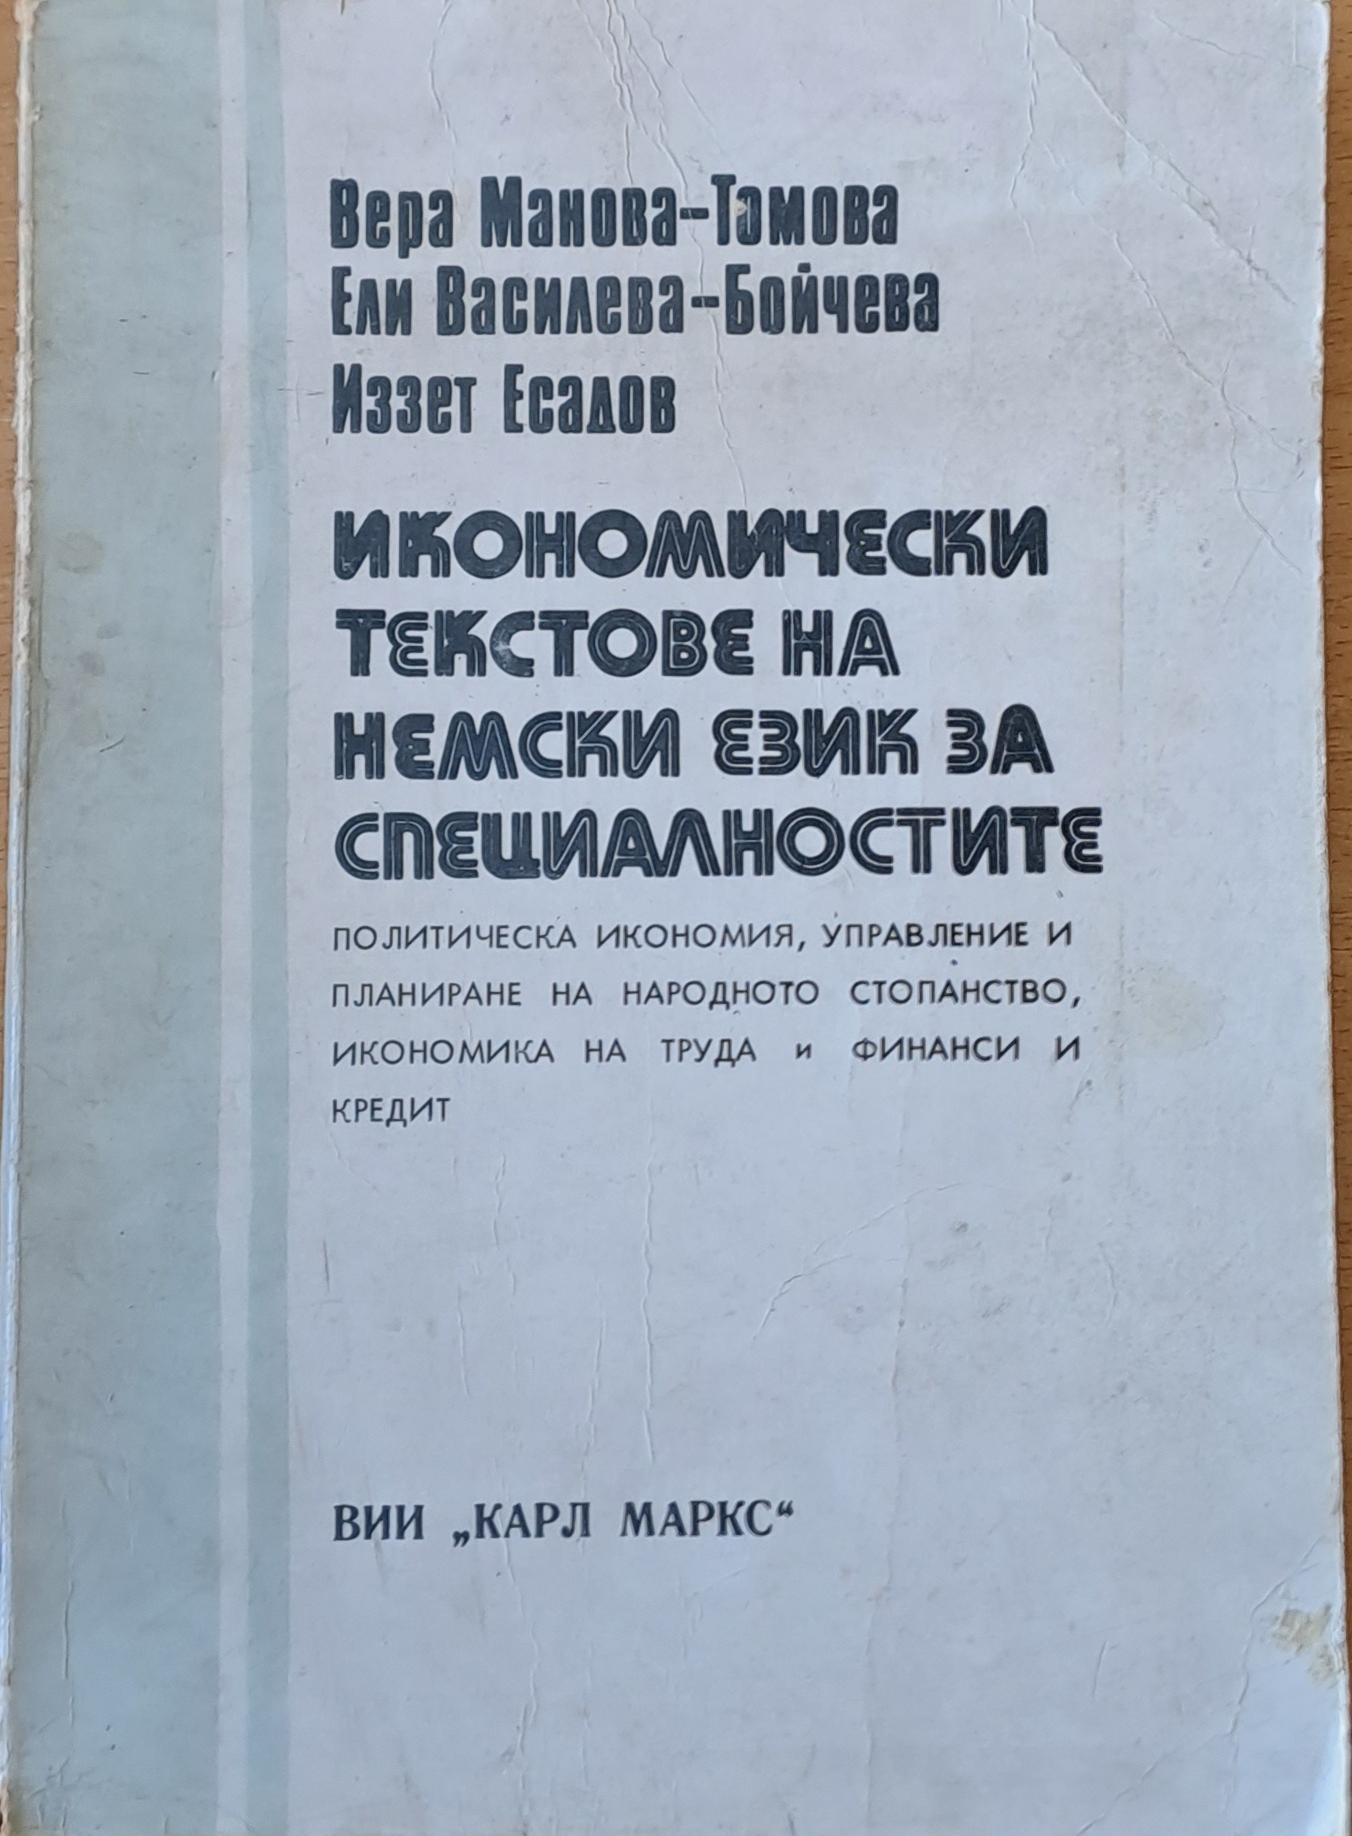 Вера Манова-Томова
Ели Василева-Бойчева
Иззет Есадов
ИКОНОМИЧЕСКИ
ТЕКСТОВЕ НА
НЕМСКИ ЕЗИК ЗА
СПЕЦИАЛНОСТИТЕ
ПОЛИТИЧЕСКА ИКОНОМИЯ, УПРАВЛЕНИЕ И
ПЛАНИРАНЕ НА НАРОДНОТО СТОПАНСТВО,
ИКОНОМИКА НА ТРУДА и ФИНАНСИ И
КРЕДИТ
ВИИ „КАРЛ МАРКС“